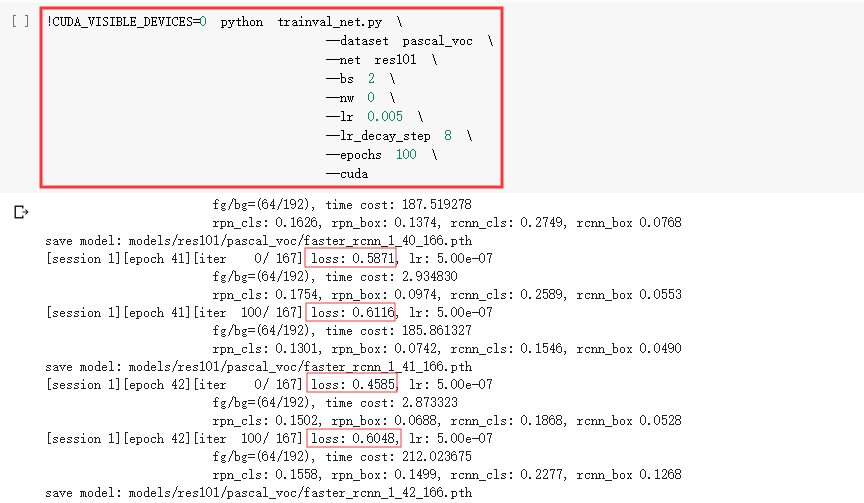 [ ] !CUDA_VISIBLE_DEVICES=0 python trainval_net.py \
--dataset pascal_voc \
--net res101 \
--bs 2 \
--nw 0 \
--lr 0.005 \
--lr_decay_step 8 \
--epochs 100 \
--cuda
fg/bg=(64/192), time cost: 187.519278
rpn_cls: 0.1626, rpn_box: 0.1374, rcnn_cls: 0.2749, rcnn_box 0.0768
save model: models/res101/pascal_voc/faster_rcnn_1_40_166.pth
[session 1][epoch 41][iter 0/ 167] loss: 0.5871, lr: 5.00e-07
fg/bg=(64/192), time cost: 2.934830
rpn_cls: 0.1754, rpn_box: 0.0974, rcnn_cls: 0.2589, rcnn_box 0.0553
[session 1][epoch 41][iter 100/ 167] loss: 0.6116, lr: 5.00e-07
fg/bg=(64/192), time cost: 185.861327
rpn_cls: 0.1301, rpn_box: 0.0742, rcnn_cls: 0.1546, rcnn_box 0.0490
save model: models/res101/pascal_voc/faster_rcnn_1_41_166.pth
[session 1][epoch 42][iter 0/ 167] loss: 0.4585, lr: 5.00e-07
fg/bg=(64/192), time cost: 2.873323
rpn_cls: 0.1502, rpn_box: 0.0688, rcnn_cls: 0.1868, rcnn_box 0.0528
[session 1][epoch 42][iter 100/ 167] loss: 0.6048, lr: 5.00e-07
fg/bg=(64/192), time cost: 212.023675
rpn_cls: 0.1558, rpn_box: 0.1499, rcnn_cls: 0.2277, rcnn_box 0.1268
save model: models/res101/pascal_voc/faster_rcnn_1_42_166.pth